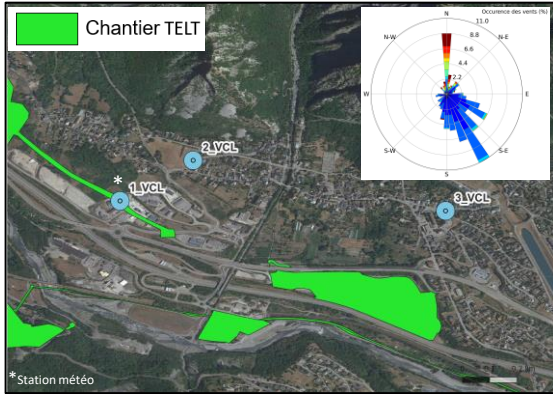 Chantier TELT
Occurence des vents (%)
N
11.0
8.8
6.6
4.4
2.2
N-W
N-E
W
E
S-W
S-E
S
2_VCL
*
1_VCL
3_VCL
*Station météo